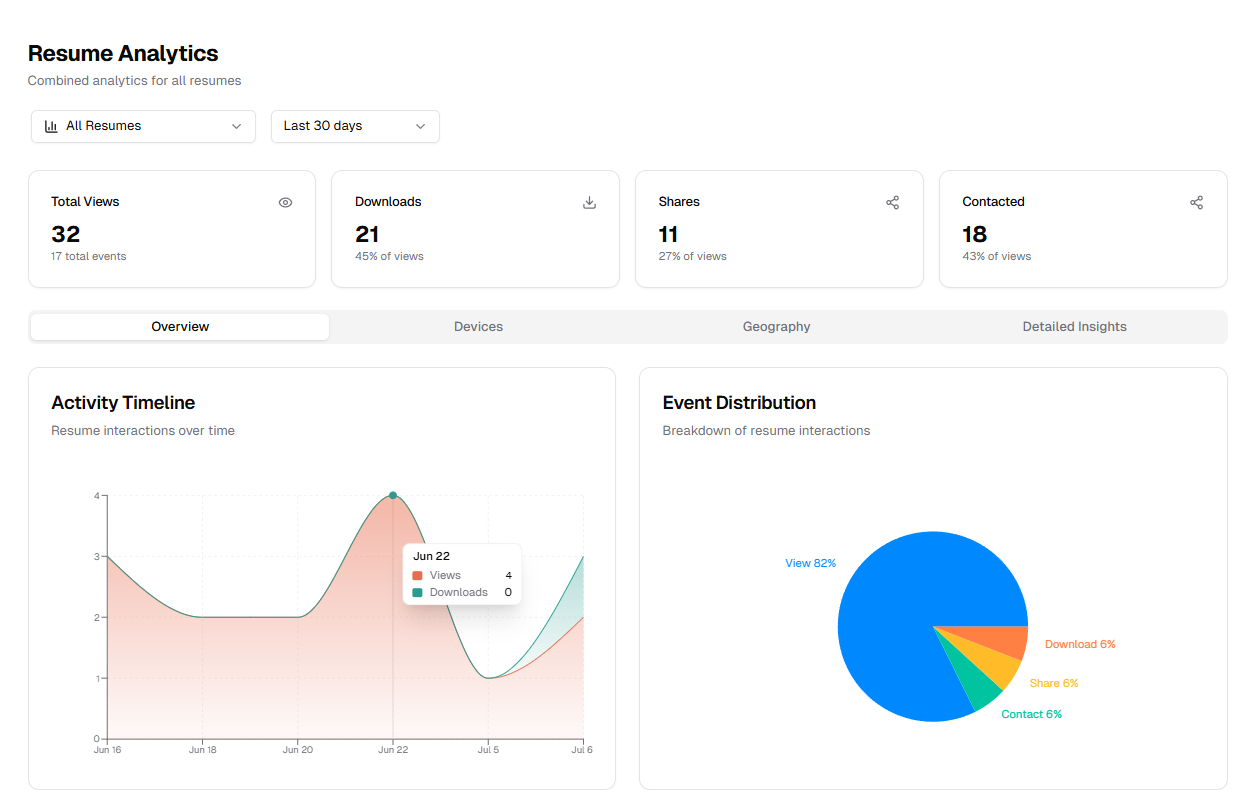 Resume Analytics
Combined analytics for all resumes
All Resumes
Last 30 days
Total Views
32
17 total events
Downloads
21
45% of views
Shares
11
27% of views
Contacted
18
43% of views
Overview
Devices
Geography
Detailed Insights
Activity Timeline
Resume interactions over time
4
3
2
1
0
Jun 16
Jun 18
Jun 20
Jun 22
Jul 5
Jul 6
Jun 22
Views 4
Downloads 0
Event Distribution
Breakdown of resume interactions
View 82%
Download 6%
Share 6%
Contact 6%